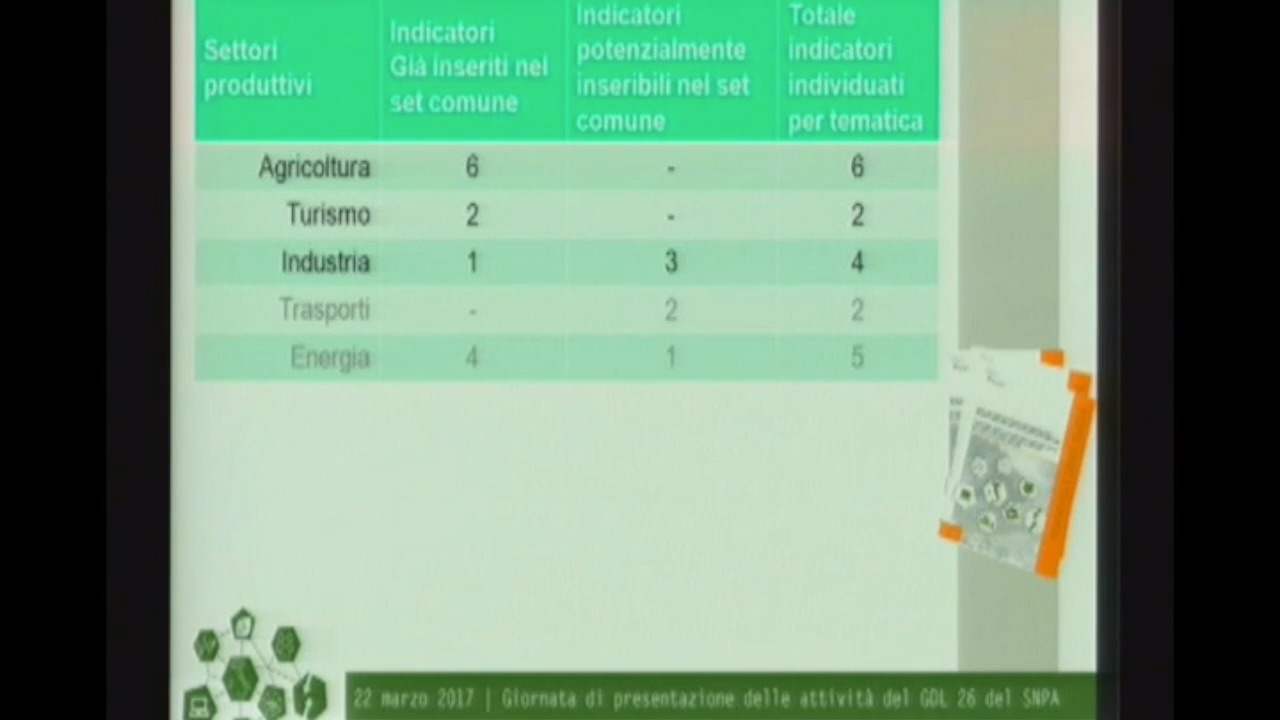 Settori produttivi | Indicatori Già inseriti nel set comune | Indicatori potenzialmente inseribili nel set comune | Totale indicatori individuati per tematica
Agricoltura 6 - 6
Turismo 2 - 2
Industria 1 3 4
Trasporti - 2 2
Energia 4 1 5
22 marzo 2017 | Giornata di presentazione delle attività del GOL 26 del SNPA